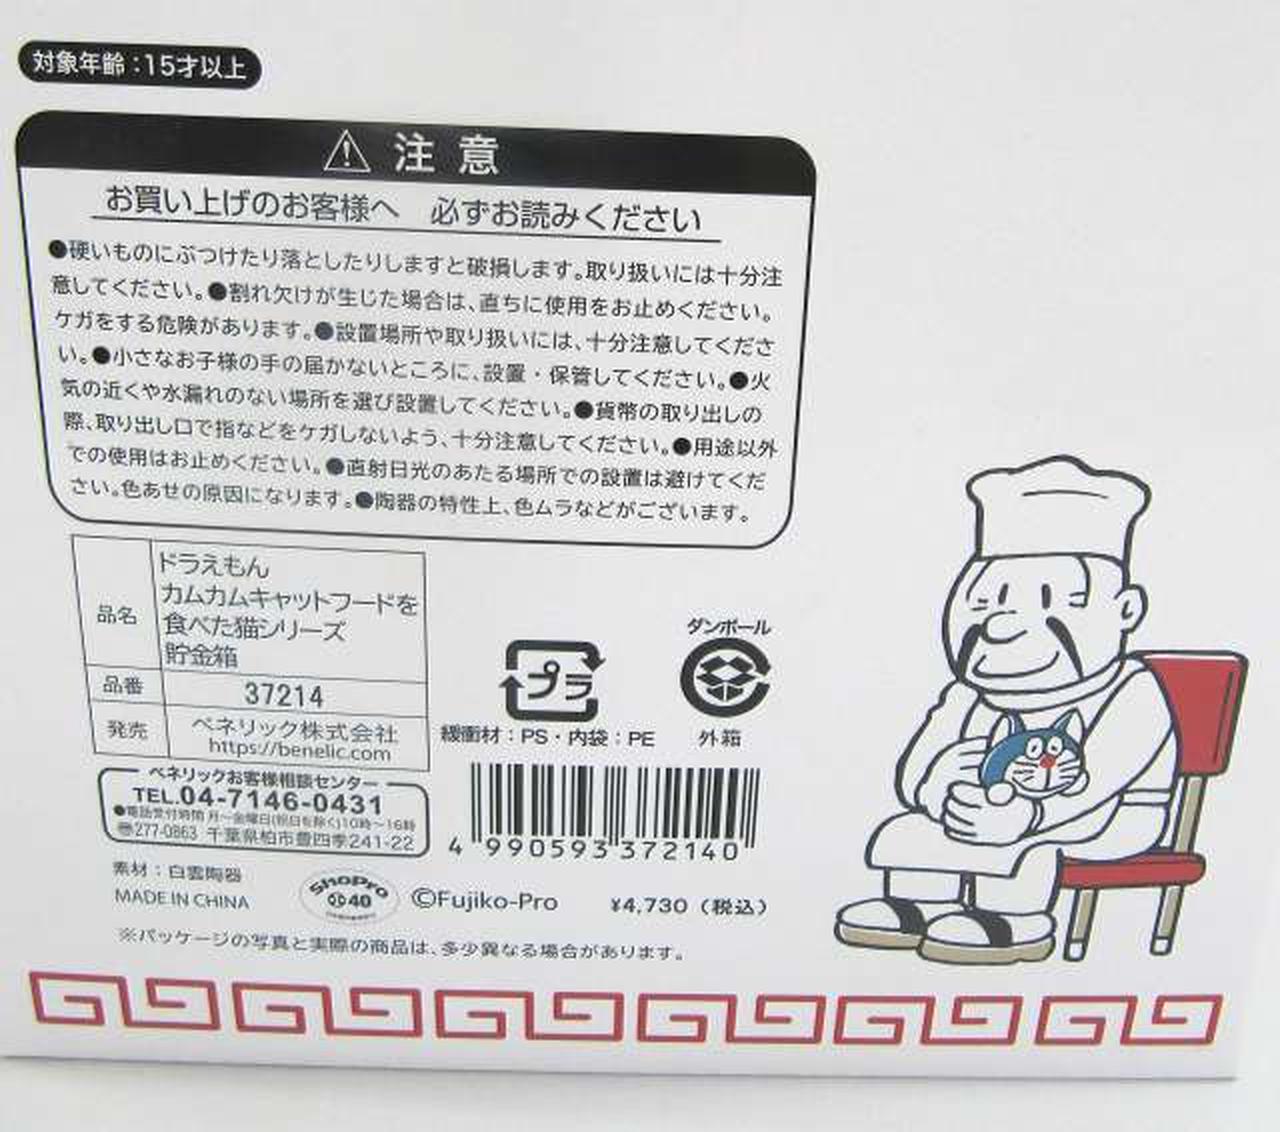 対象年齢：15才以上
⚠ 注意
お買い上げのお客様へ 必ずお読みください
●硬いものにぶつけたり落としたりしますと破損します。取り扱いには十分注
意してください。●割れ欠けが生じた場合は、直ちに使用をお止めください。
ケガをする危険があります。●設置場所や取り扱いには、十分注意してくださ
い。●小さなお子様の手の届かないところに、設置・保管してください。●火
気の近くや水漏れのない場所を選び設置してください。●貨幣の取り出しの
際、取り出し口で指などをケガしないよう、十分注意してください。●用途以外
での使用はお止めください。●直射日光のあたる場所での設置は避けてくだ
さい。色あせの原因になります。●陶器の特性上、色ムラなどがございます。
品名
ドラえもん
カムカムキャットフードを
食べた猫シリーズ
貯金箱
品番 37214
発売 ベネリック株式会社
https://benelic.com
プラ
緩衝材：PS・内袋：PE
ダンボール
外箱
ベネリックお客様相談センター
TEL.04-7146-0431
●電話受付時間 月〜金曜日(祝日を除く)10時〜16時
〠277-0863 千葉県柏市豊四季241-22
4 990593 372140
素材：白雲陶器
MADE IN CHINA
ShoPro
40
©Fujiko-Pro
¥4,730（税込）
※パッケージの写真と実際の商品は、多少異なる場合があります。